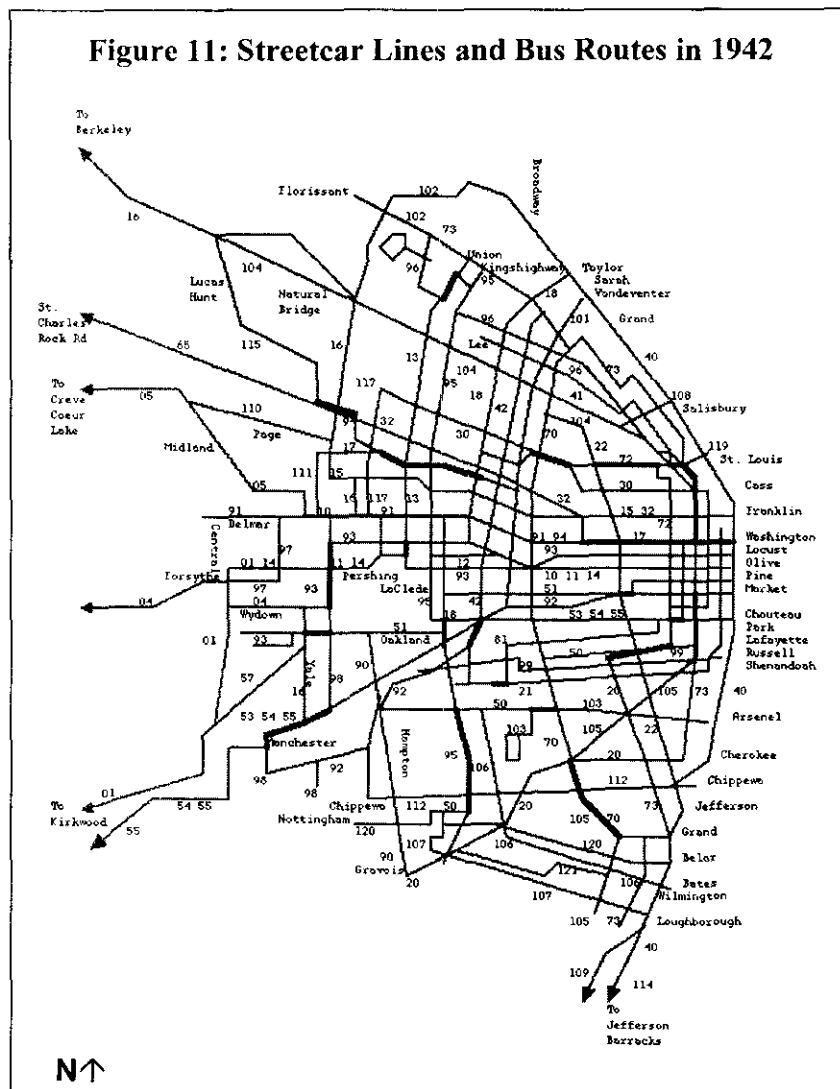 Figure 11: Streetcar Lines and Bus Routes in 1942
To
Berkeley
Florissant
102
Broadway
102
73
16
Union
Kingshighway
Taylor
Sarah
Vandeventer
96
95
18
104
Lucas
Hunt
Natural
Bridge
101
Grand
St.
Charles
Rock Rd
65
115
16
13
96
Lee
40
104
96
73
To
Creve
Coeur
Lake
05
110
117
95
18
41
108
Salisbury
42
Page
32
30
70
104
22
119
Midland
17
72
St. Louis
111
15
30
Cass
05
16
117
13
32
15
32
Franklin
91
Delmar
10
91
72
Washington
93
91
94
17
Locust
Central
97
93
Olive
01
14
11
14
12
Forsythe
Pershing
93
10
11
14
Pine
97
93
LaClede
51
Market
04
04
95
42
92
Wydown
18
53
54
55
Chouteau
01
51
Park
93
Oakland
81
Lafayette
50
99
Russell
Yale
90
Shenandoah
57
16
98
92
21
20
105
73
40
50
103
53
54
55
103
105
22
Arsenel
Manchester
Hampton
95
70
92
106
20
Cherokee
98
112
Chippewa
98
01
To
Kirkwood
54
55
Chippewa
112
50
20
73
Jefferson
Nottingham
105
70
55
120
Grand
107
106
120
90
Gravois
Bates
20
121
106
Wilmington
107
Loughborough
105
73
40
109
114
To
Jefferson
Barracks
N↑